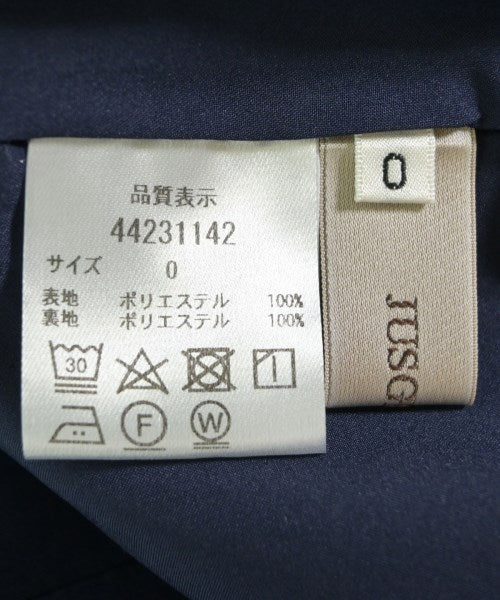 品質表示
44231142
サイズ 0
表地 ポリエステル 100%
裏地 ポリエステル 100%
30
F
W
0
JUSG